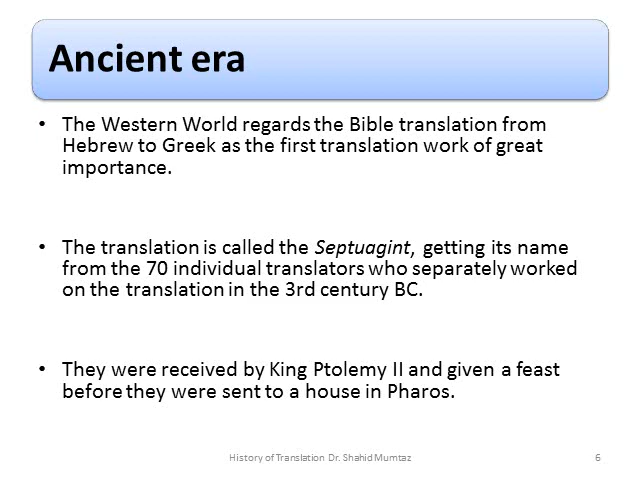 Ancient era
• The Western World regards the Bible translation from
Hebrew to Greek as the first translation work of great
importance.
• The translation is called the Septuagint, getting its name
from the 70 individual translators who separately worked
on the translation in the 3rd century BC.
• They were received by King Ptolemy II and given a feast
before they were sent to a house in Pharos.
History of Translation Dr. Shahid Mumtaz
6